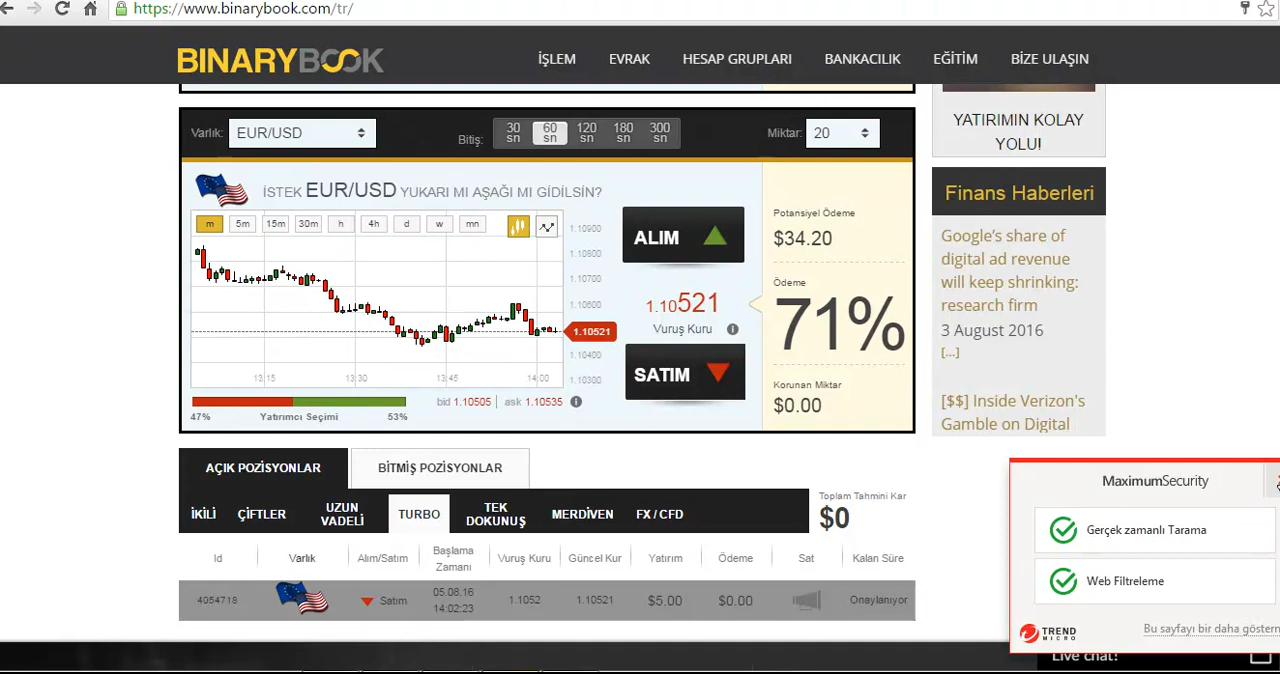 https://www.binarybook.com/tr/
BINARYBOOK
İŞLEM EVRAK HESAP GRUPLARI BANKACILIK EĞİTİM BİZE ULAŞIN
Varlık: EUR/USD Bitiş: 30 sn 60 sn 120 sn 180 sn 300 sn Miktar: 20
İSTEK EUR/USD YUKARI MI AŞAĞI MI GİDİLSİN?
m 5m 15m 30m h 4h d w mn
1.10900
1.10800
1.10700
1.10600
1.10521
1.10400
1.10300
13:15 13:30 13:45 14:00
47% Yatırımcı Seçimi 53%
bid 1.10505 ask 1.10535
ALIM
1.10521
Vuruş Kuru
SATIM
Potansiyel Ödeme
$34.20
Ödeme
71%
Korunan Miktar
$0.00
YATIRIMIN KOLAY
YOLU!
Finans Haberleri
Google's share of
digital ad revenue
will keep shrinking:
research firm
3 August 2016
[...]
[$$] Inside Verizon's
Gamble on Digital
AÇIK POZİSYONLAR BİTMİŞ POZİSYONLAR
İKİLİ ÇİFTLER UZUN VADELİ TURBO TEK DOKUNUŞ MERDİVEN FX / CFD
Toplam Tahmini Kar
$0
Id Varlık Alım/Satım Başlama Zamanı Vuruş Kuru Güncel Kur Yatırım Ödeme Sat Kalan Süre
4054718 Satım 05.08.16 14:02:23 1.1052 1.10521 $5.00 $0.00 Onaylanıyor
MaximumSecurity
Gerçek zamanlı Tarama
Web Filtreleme
TREND
MICRO
Bu sayfayı bir daha gösterm
Live chat!